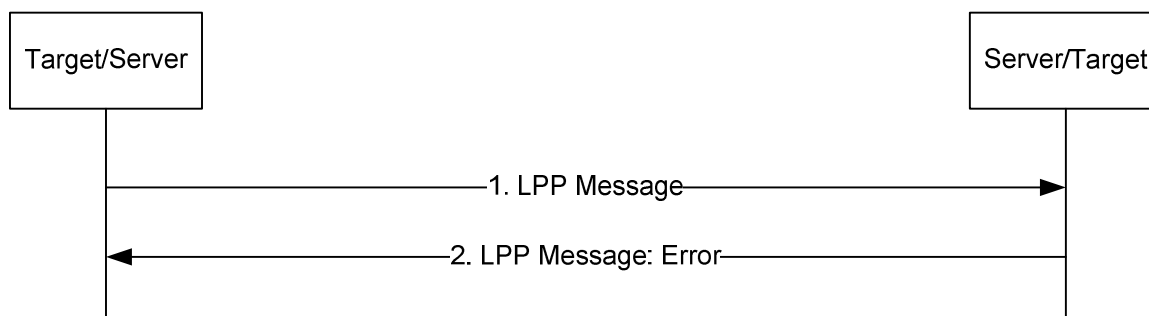 Target/Server
Server/Target
1. LPP Message
2. LPP Message: Error